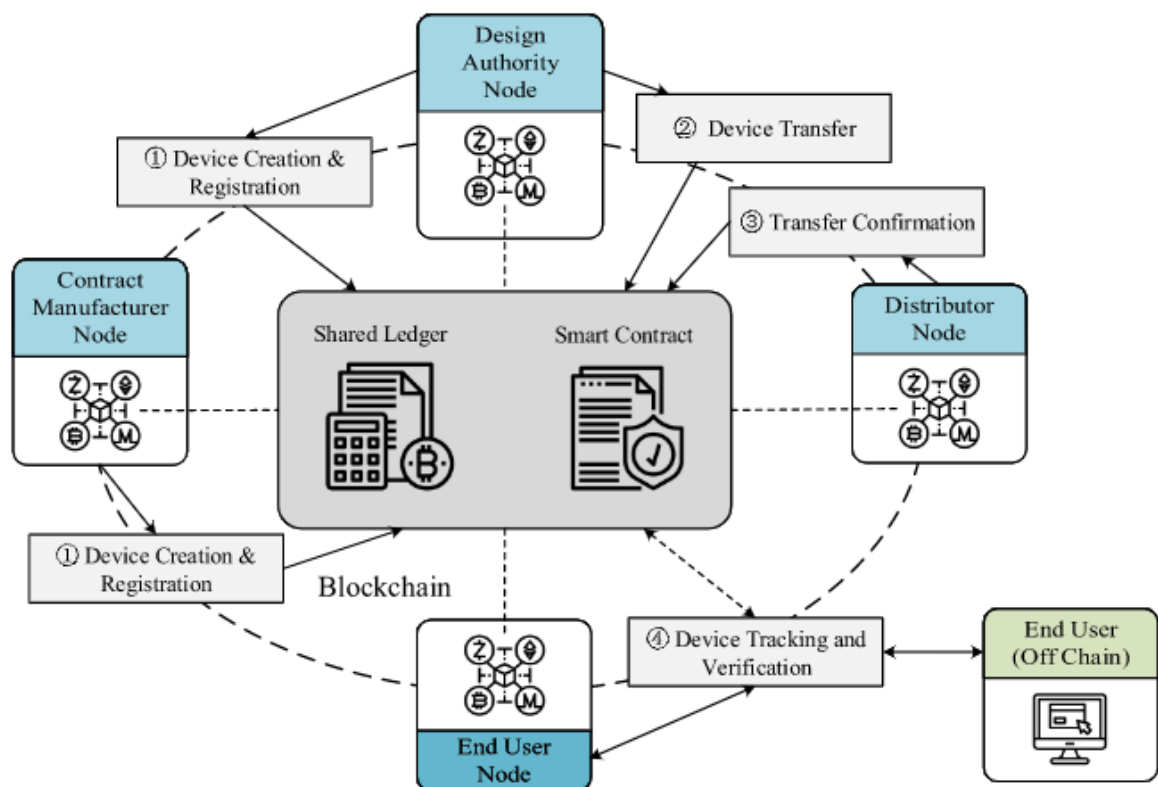 Design
Authority
Node
① Device Creation &
Registration
② Device Transfer
③ Transfer Confirmation
Contract
Manufacturer
Node
Distributor
Node
Shared Ledger
Smart Contract
① Device Creation &
Registration
Blockchain
④ Device Tracking and
Verification
End User
(Off Chain)
End User
Node